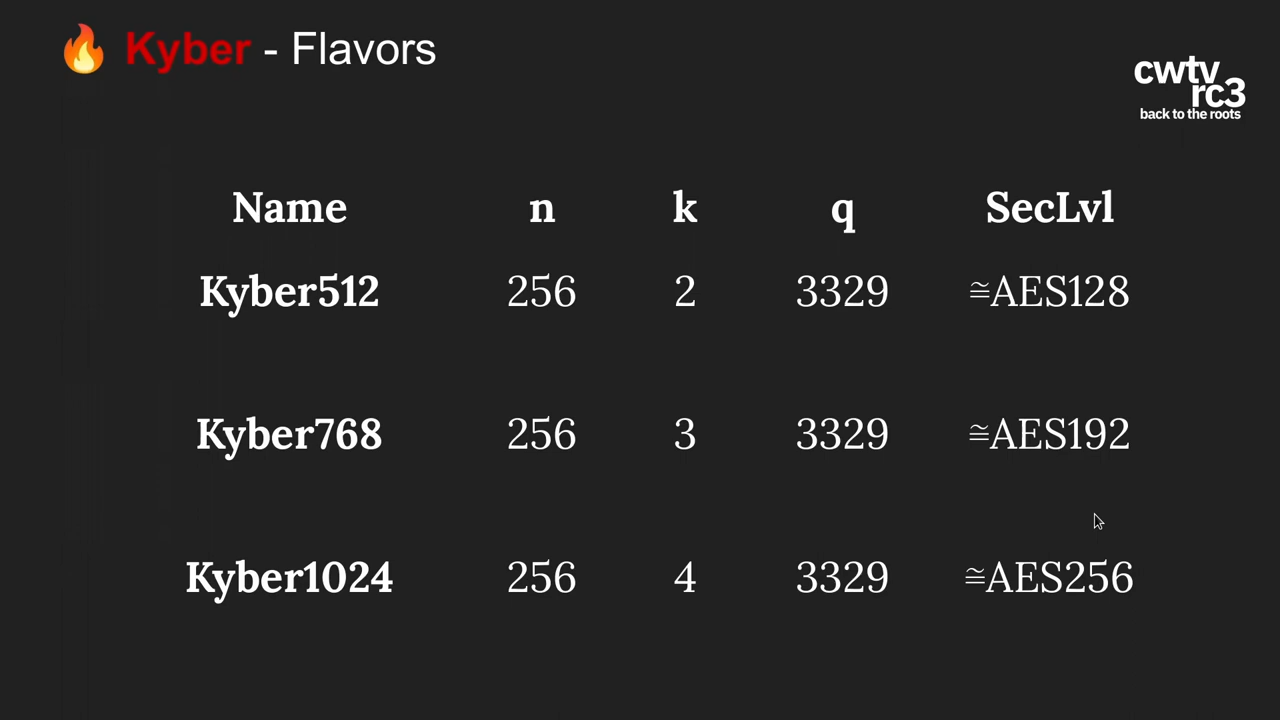 🔥 Kyber - Flavors
cwtv
rc3
back to the roots
Name n k q SecLvl
Kyber512 256 2 3329 ≅AES128
Kyber768 256 3 3329 ≅AES192
Kyber1024 256 4 3329 ≅AES256